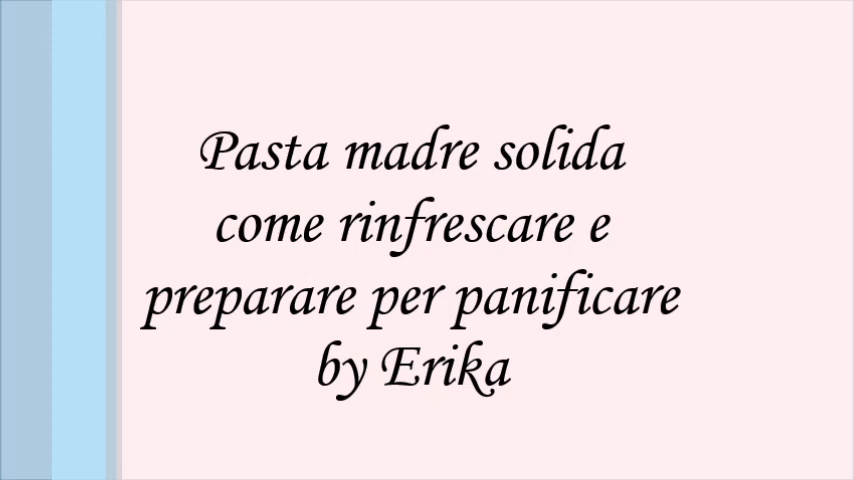 Pasta madre solida
come rinfrescare e
preparare per panificare
by Erika